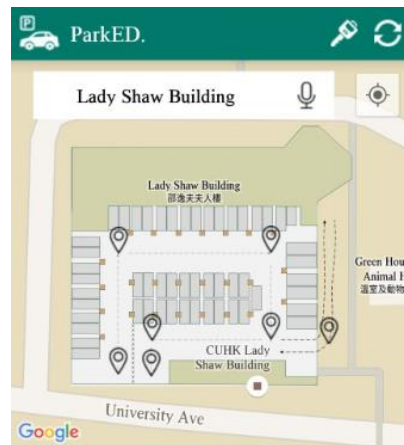 P
ParkED.
Lady Shaw Building
Lady Shaw Building
邵逸夫夫人樓
Green Hou
Animal H
溫室及動物
CUHK Lady
Shaw Building
University Ave
Google